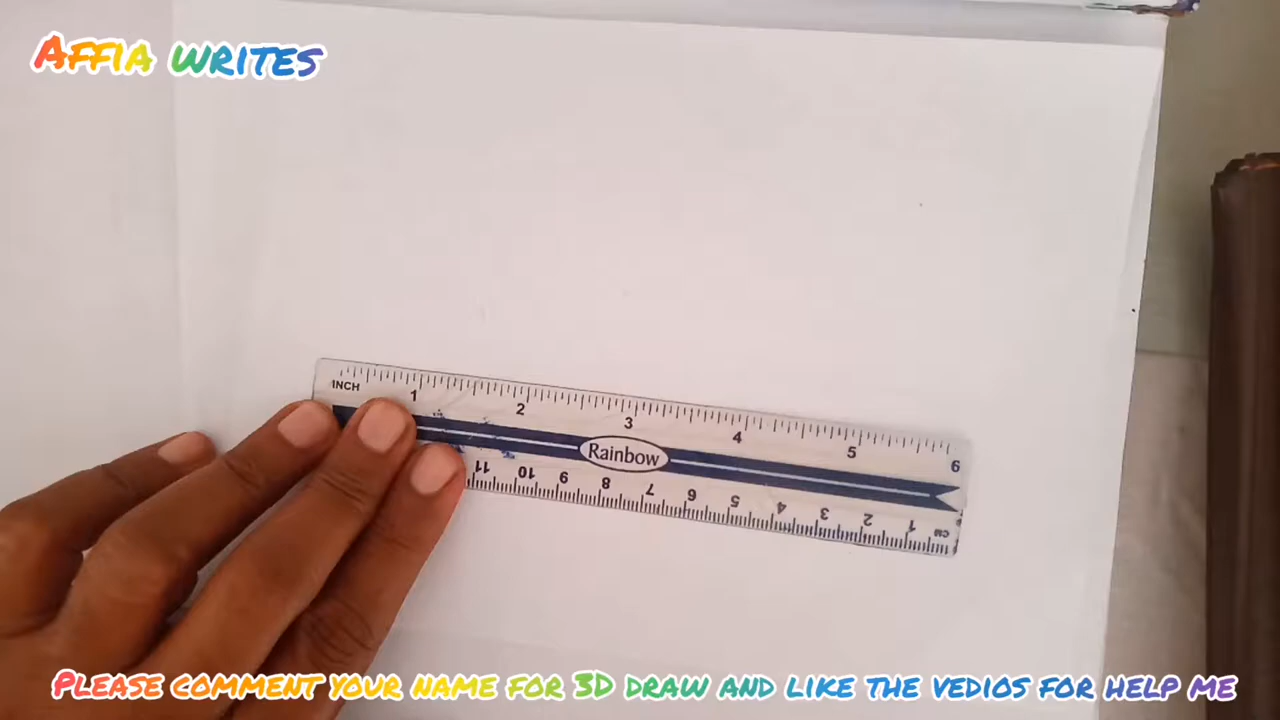 AFFIA WRITES
INCH 1 2 3 4 5 6
Rainbow
11 10 9 8 7 6 5 4 3 2 1 CM
PLEASE COMMENT YOUR NAME FOR 3D DRAW AND LIKE THE VEDIOS FOR HELP ME